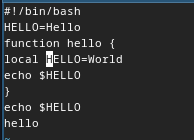 #!/bin/bash
HELLO=Hello
function hello {
local HELLO=World
echo $HELLO
}
echo $HELLO
hello
~